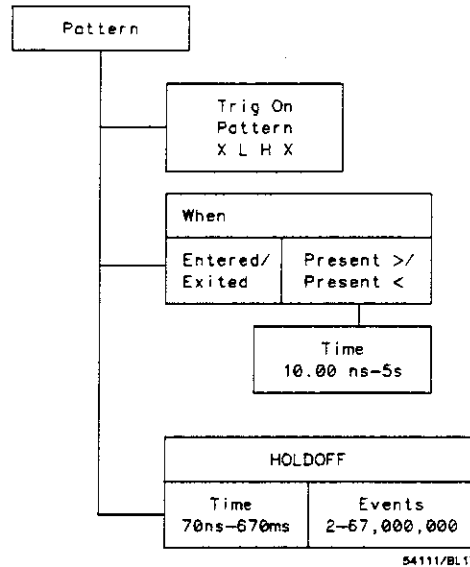 Pattern
Trig On
Pattern
X L H X
When
Entered/
Exited
Present >/
Present <
Time
10.00 ns-5s
HOLDOFF
Time
70ns-670ms
Events
2-67,000,000
54111/BL1